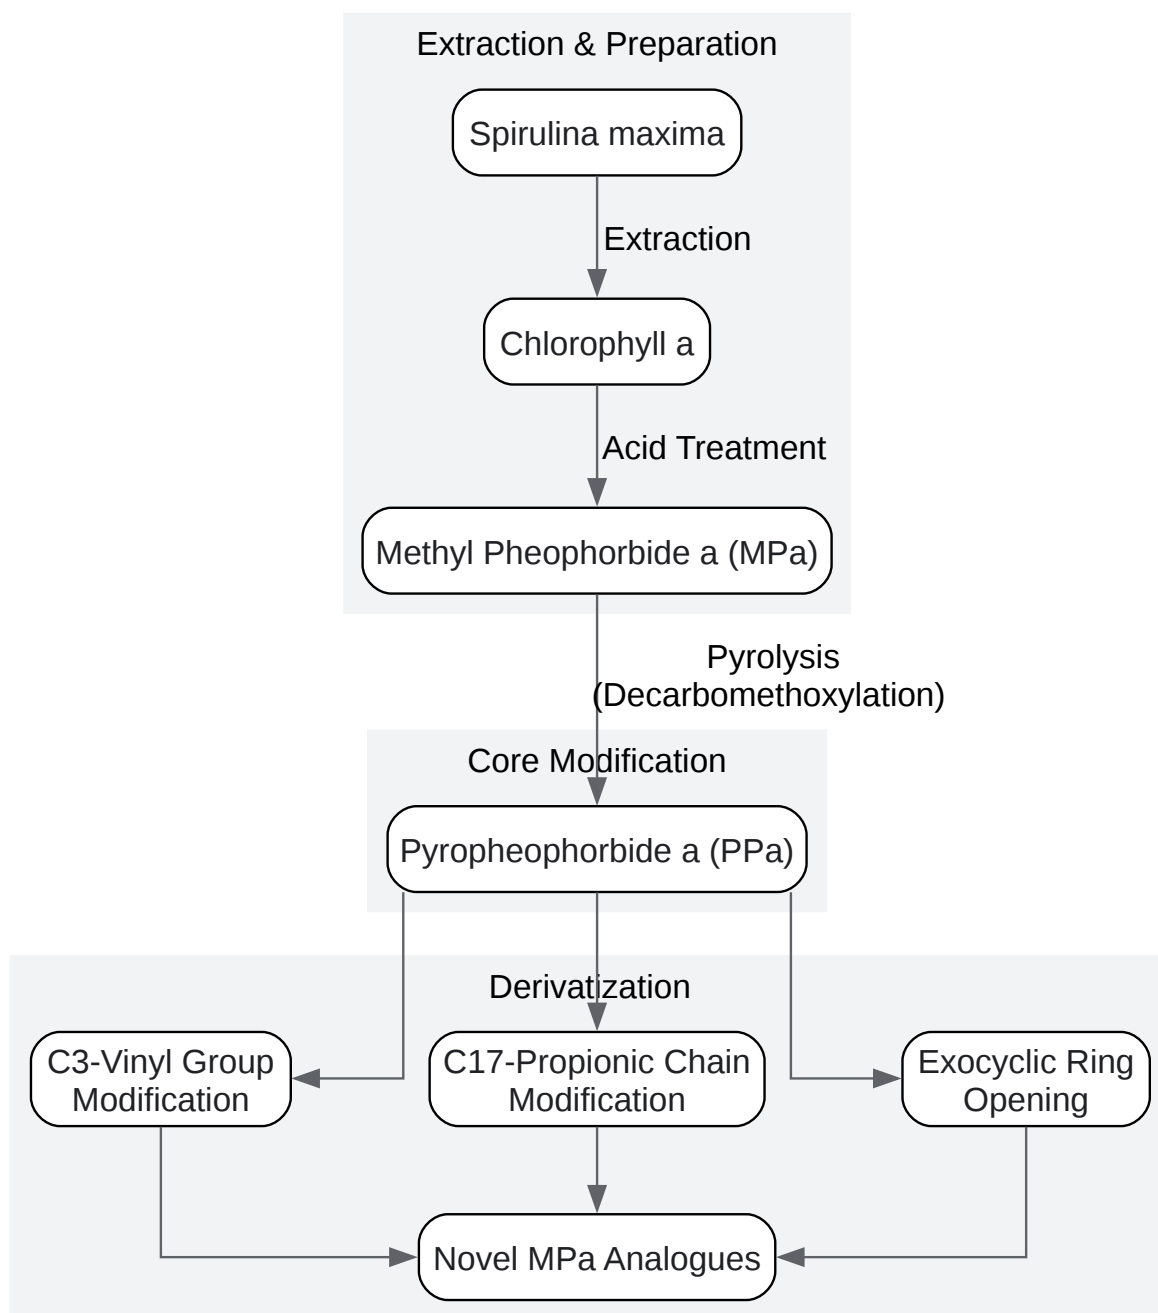 Extraction & Preparation
Spirulina maxima
Extraction
Chlorophyll a
Acid Treatment
Methyl Pheophorbide a (MPa)
Pyrolysis
(Decarbomethoxylation)
Core Modification
Pyropheophorbide a (PPa)
Derivatization
C3-Vinyl Group
Modification
C17-Propionic Chain
Modification
Exocyclic Ring
Opening
Novel MPa Analogues